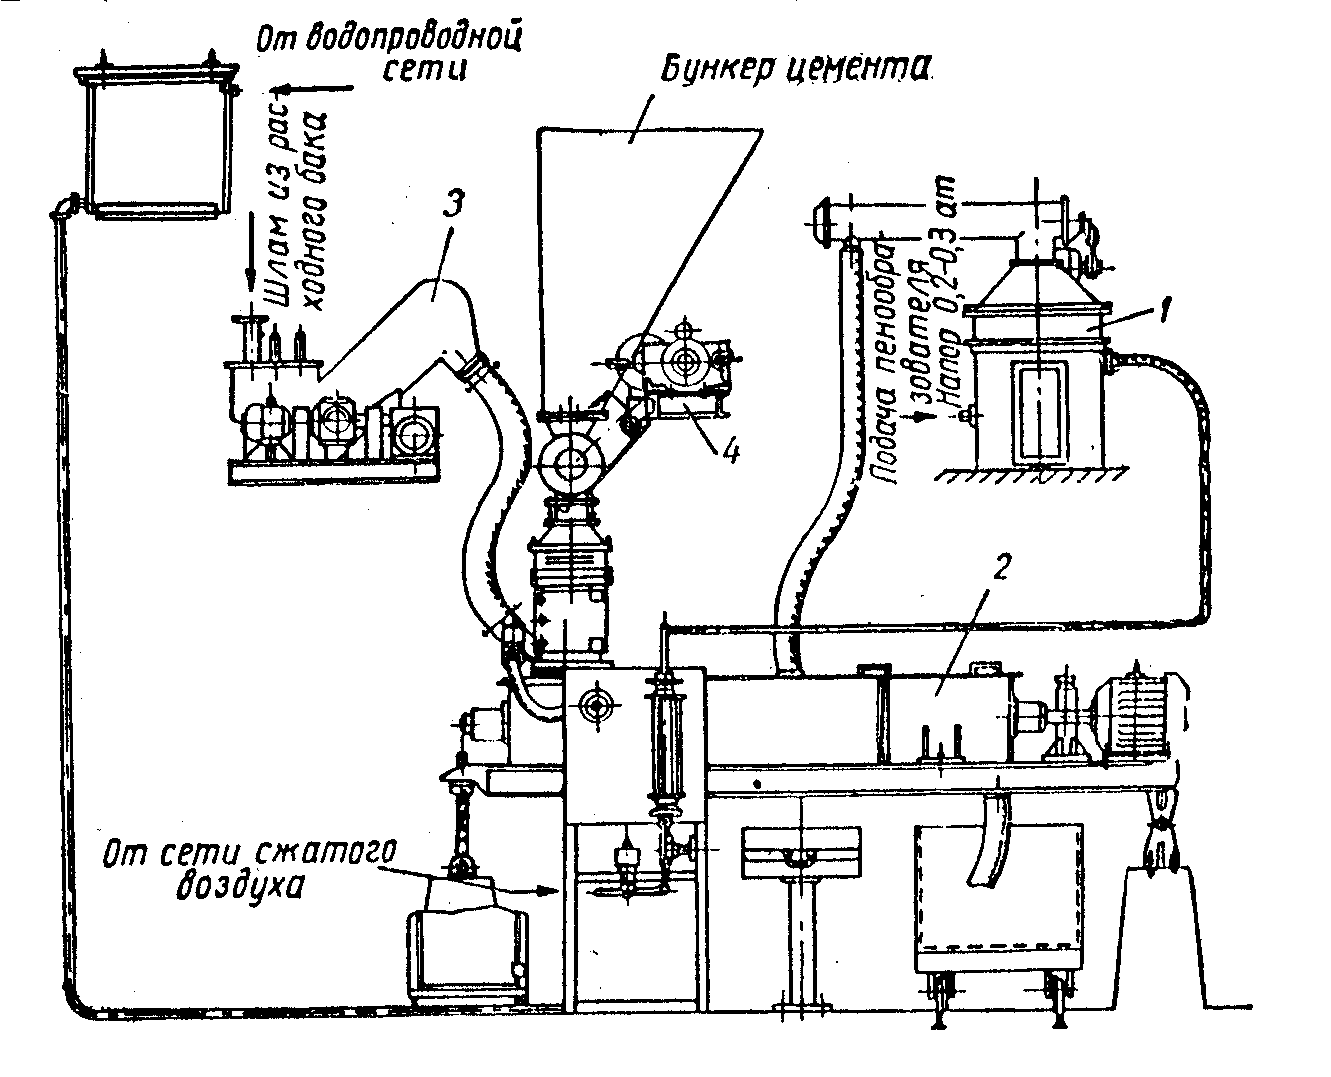 От водопроводной
сети
Бункер цемента
Шлам из рас-
ходного бака
3
Подача пенообра
зователя
Напор 0,2-0,3 ат
1
4
2
От сети сжатого
воздуха